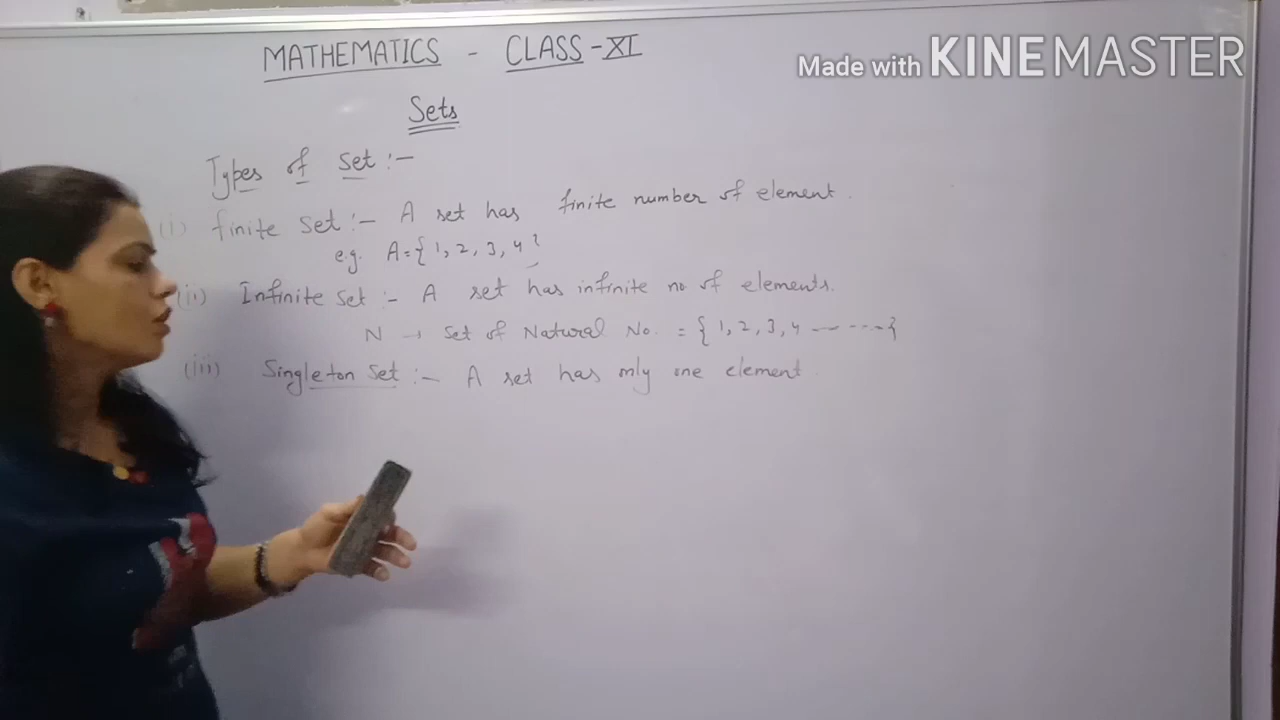 MATHEMATICS - CLASS-XI
Made with KINEMASTER
Sets
Types of set :-
(i) finite set :- A set has finite number of element.
e.g. A={1, 2, 3, 4}
(ii) Infinite set :- A set has infinite no of elements.
N → Set of Natural No. = {1, 2, 3, 4 -- ----}
(iii) Singleton set :- A set has only one element.